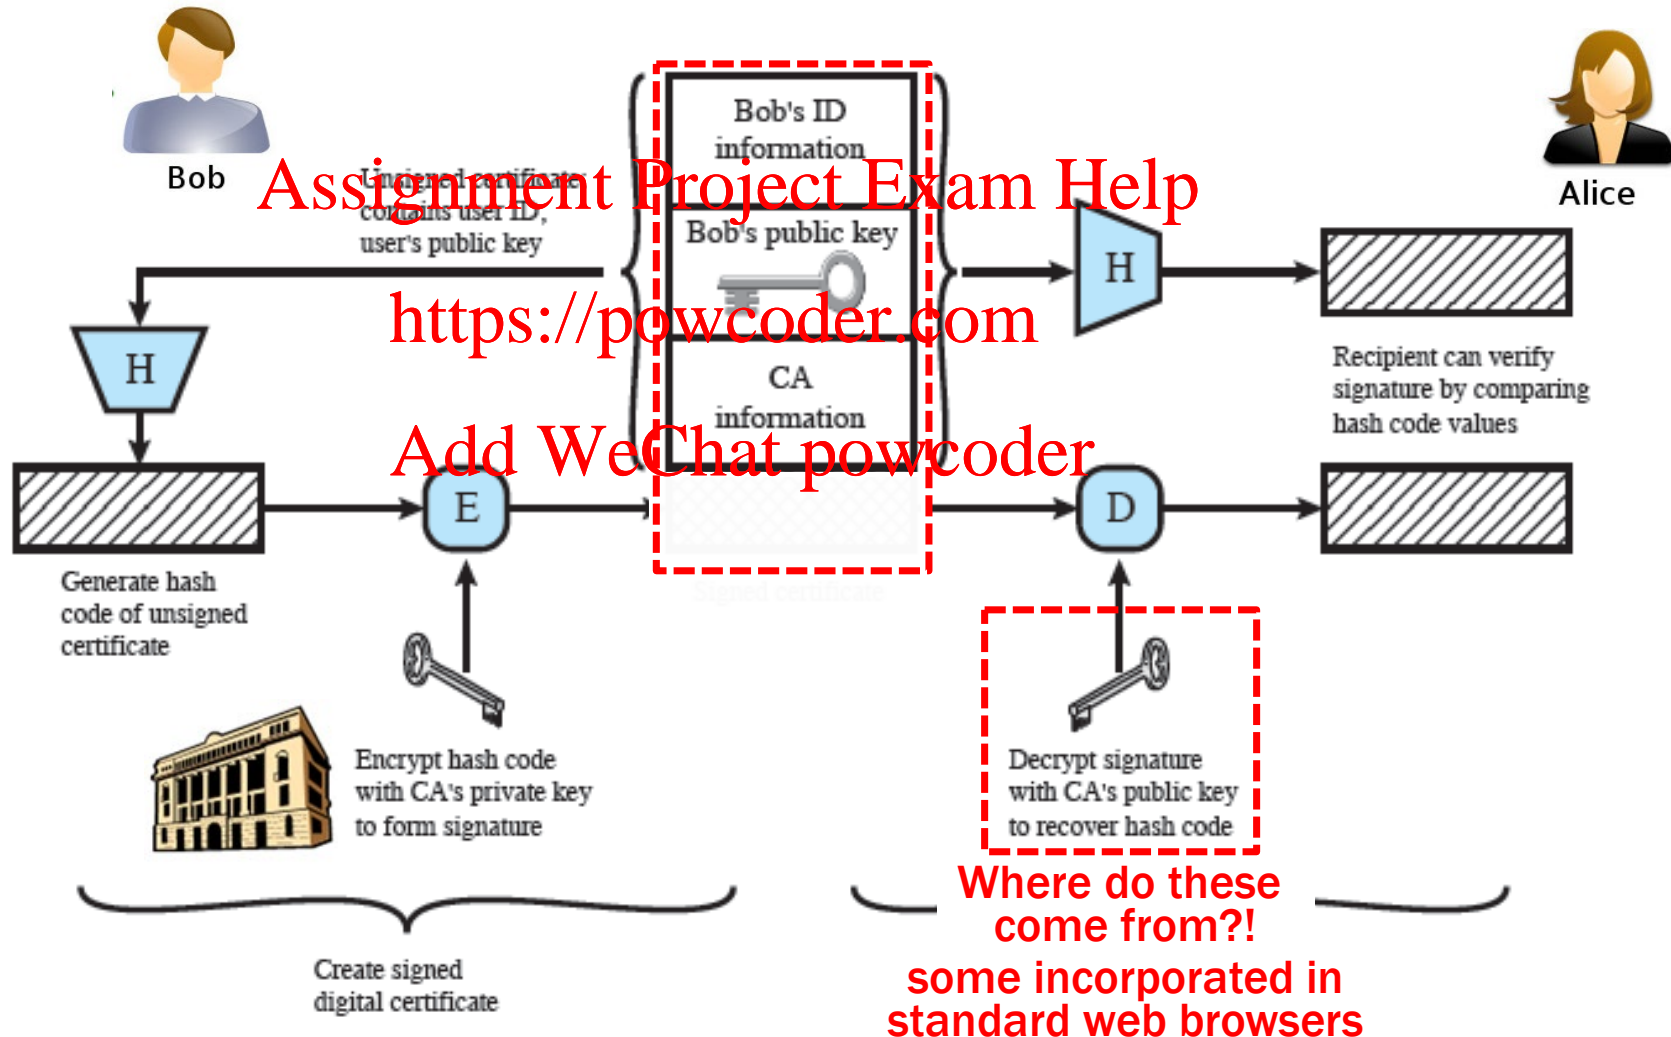 Bob
Alice
Unsigned certificate:
contains user ID,
user's public key
Bob's ID
information
Bob's public key
CA
information
Assignment Project Exam Help
https://powcoder.com
Add WeChat powcoder
H
H
E
D
Recipient can verify
signature by comparing
hash code values
Generate hash
code of unsigned
certificate
Signed certificate
Encrypt hash code
with CA's private key
to form signature
Decrypt signature
with CA's public key
to recover hash code
Create signed
digital certificate
Where do these
come from?!
some incorporated in
standard web browsers